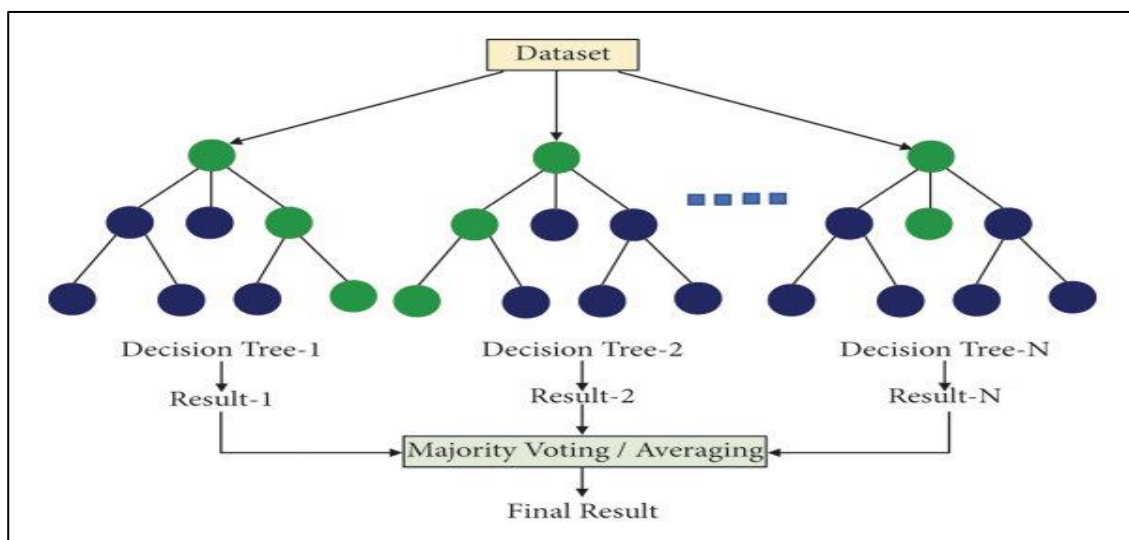 Dataset
Decision Tree-1
Decision Tree-2
Decision Tree-N
Result-1
Result-2
Result-N
Majority Voting / Averaging
Final Result